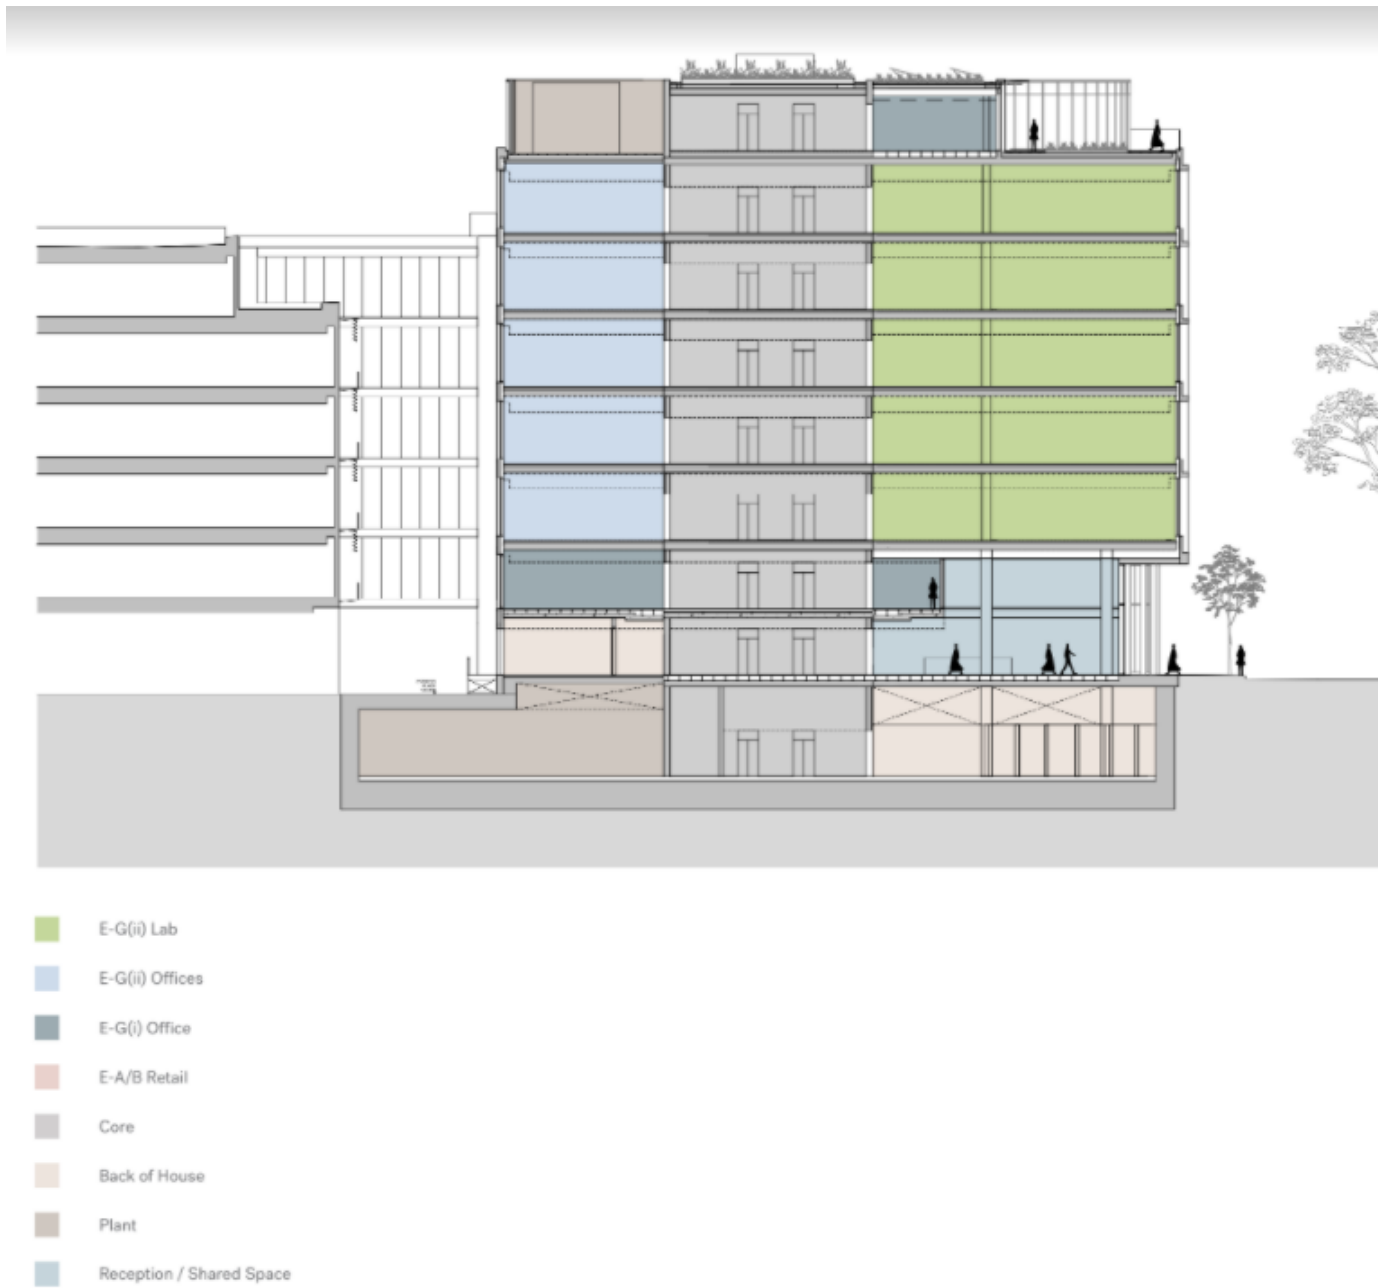 E-G(ii) Lab
E-G(ii) Offices
E-G(i) Office
E-A/B Retail
Core
Back of House
Plant
Reception / Shared Space